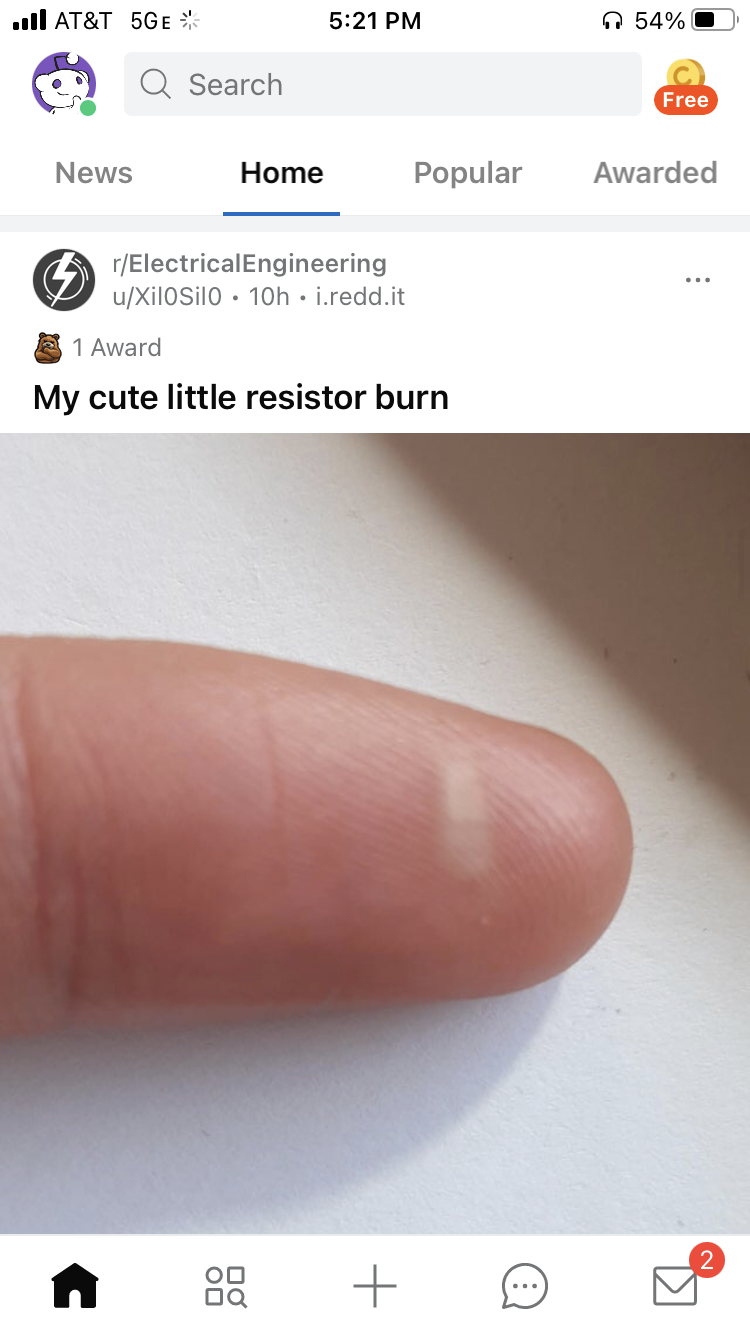 AT&T 5GE 5:21 PM 54%
Search
Free
News Home Popular Awarded
r/ElectricalEngineering
u/Xil0Sil0 • 10h • i.redd.it
1 Award
My cute little resistor burn
2